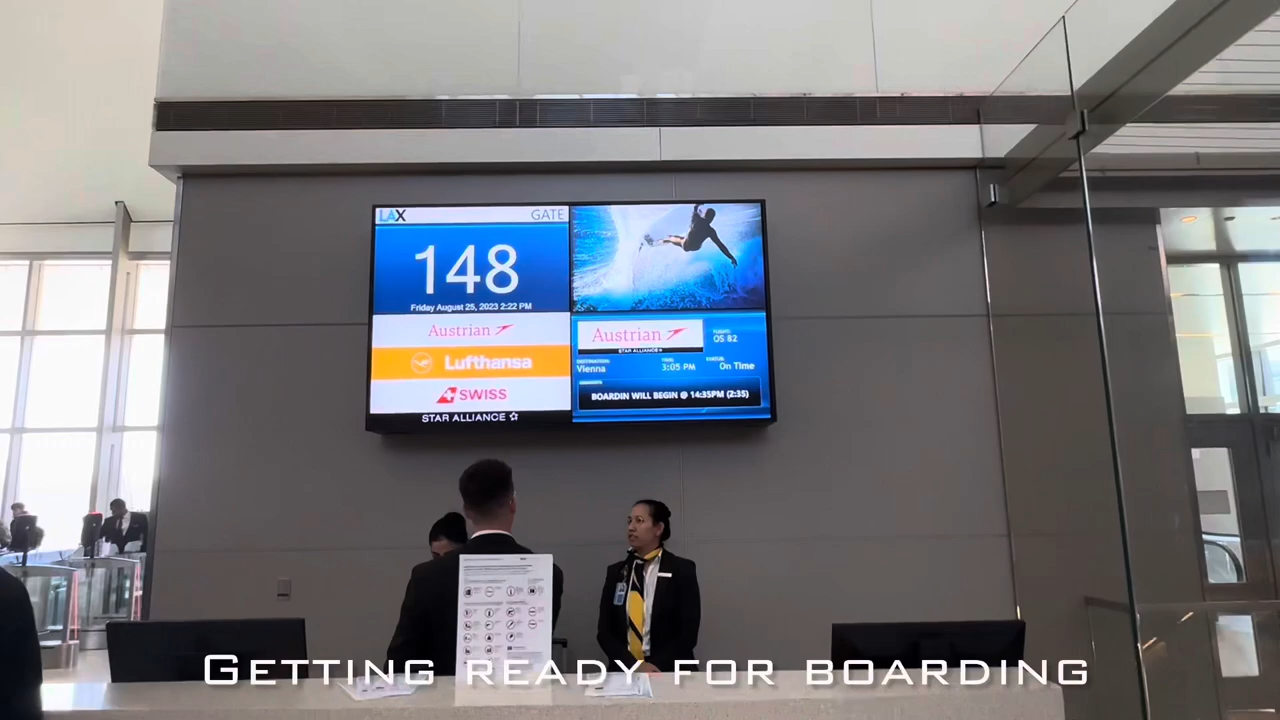 LAX GATE
148
Friday August 25, 2023 2:22 PM
Austrian
Lufthansa
SWISS
STAR ALLIANCE
Austrian
STAR ALLIANCE
FLIGHT:
OS 82
DESTINATION:
Vienna
TIME:
3:05 PM
STATUS:
On Time
BOARDIN WILL BEGIN @ 14:35PM (2:35)
GETTING READY FOR BOARDING